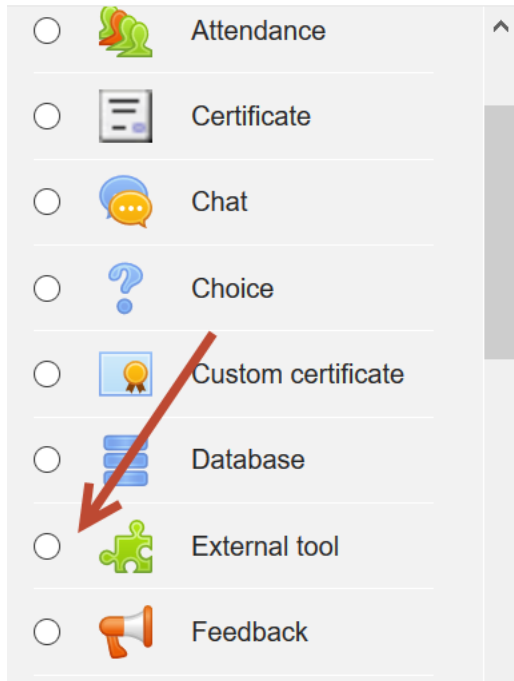 Attendance
Certificate
Chat
Choice
Custom certificate
Database
External tool
Feedback